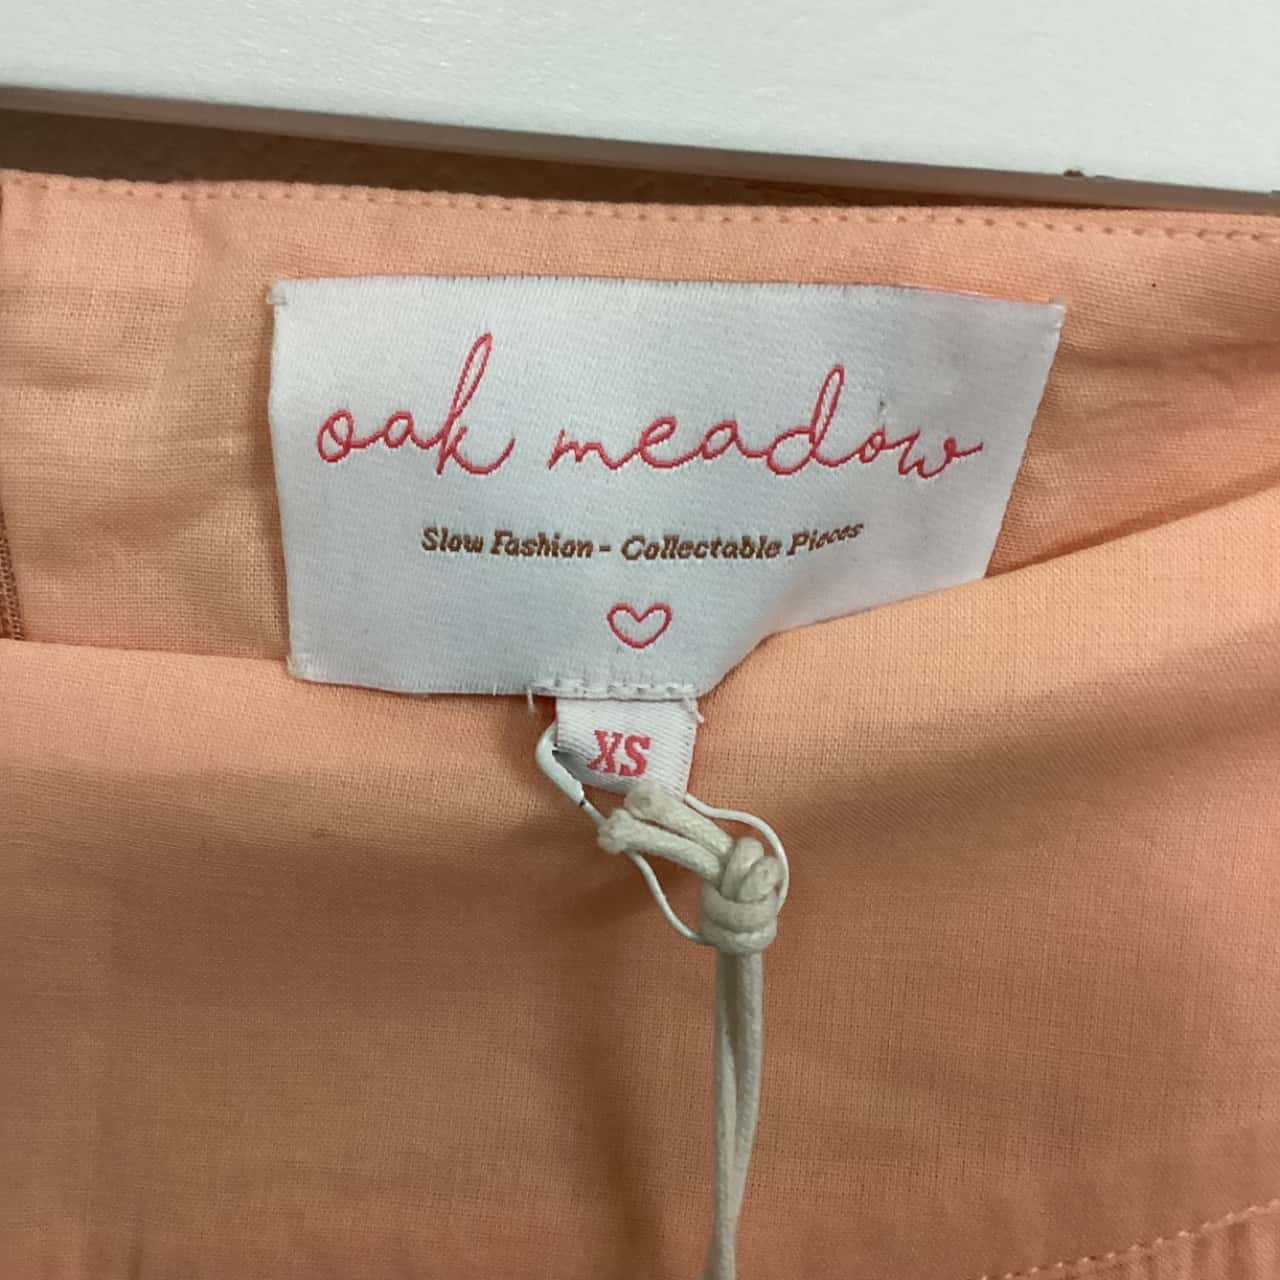 oak meadow
Slow Fashion - Collectable Pieces
XS